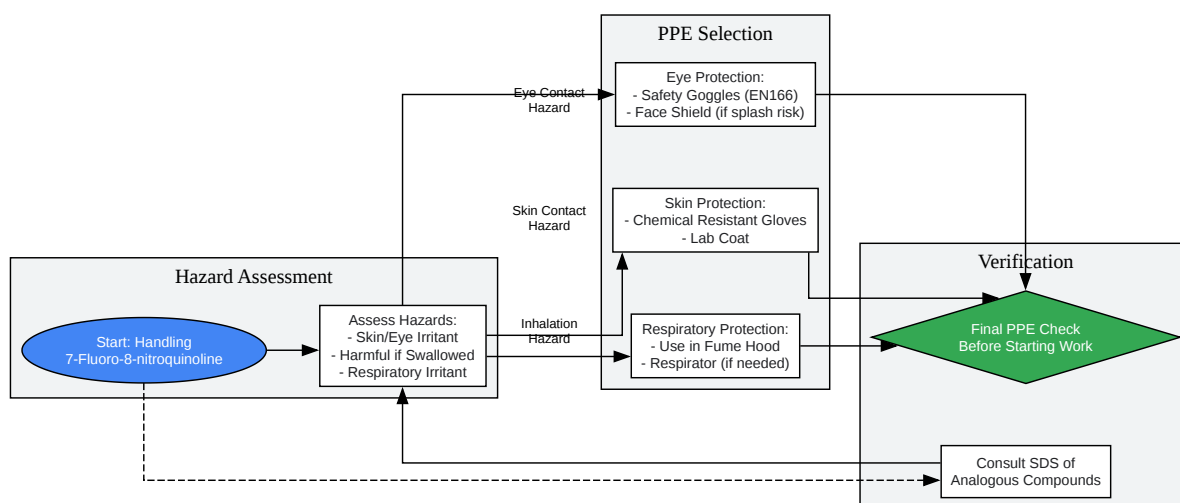 PPE Selection
Eye Protection:
- Safety Goggles (EN166)
- Face Shield (if splash risk)
Eye Contact
Hazard
Skin Protection:
- Chemical Resistant Gloves
- Lab Coat
Skin Contact
Hazard
Hazard Assessment
Start: Handling
7-Fluoro-8-nitroquinoline
Assess Hazards:
- Skin/Eye Irritant
- Harmful if Swallowed
- Respiratory Irritant
Inhalation
Hazard
Respiratory Protection:
- Use in Fume Hood
- Respirator (if needed)
Verification
Final PPE Check
Before Starting Work
Consult SDS of
Analogous Compounds